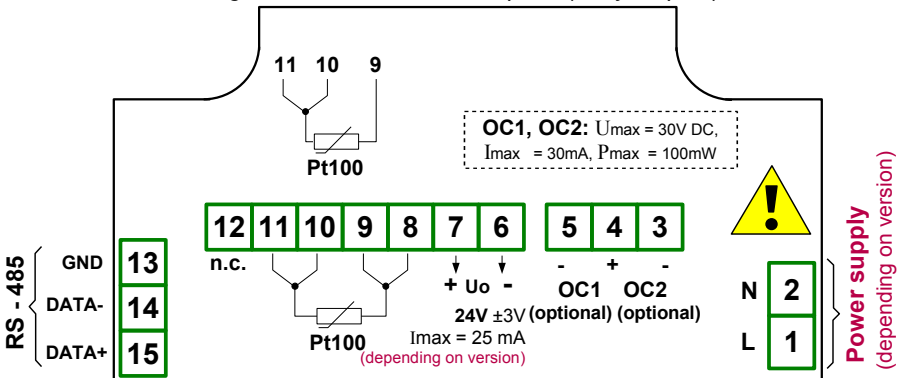 11 10 9
Pt100
OC1, OC2: Umax = 30V DC,
Imax = 30mA, Pmax = 100mW
12 11 10 9 8 7 6 5 4 3
n.c.
+ Uo -
- + -
OC1 OC2
(optional) (optional)
24V ±3V
Imax = 25 mA
(depending on version)
Pt100
RS - 485
GND 13
DATA- 14
DATA+ 15
N 2
L 1
Power supply
(depending on version)